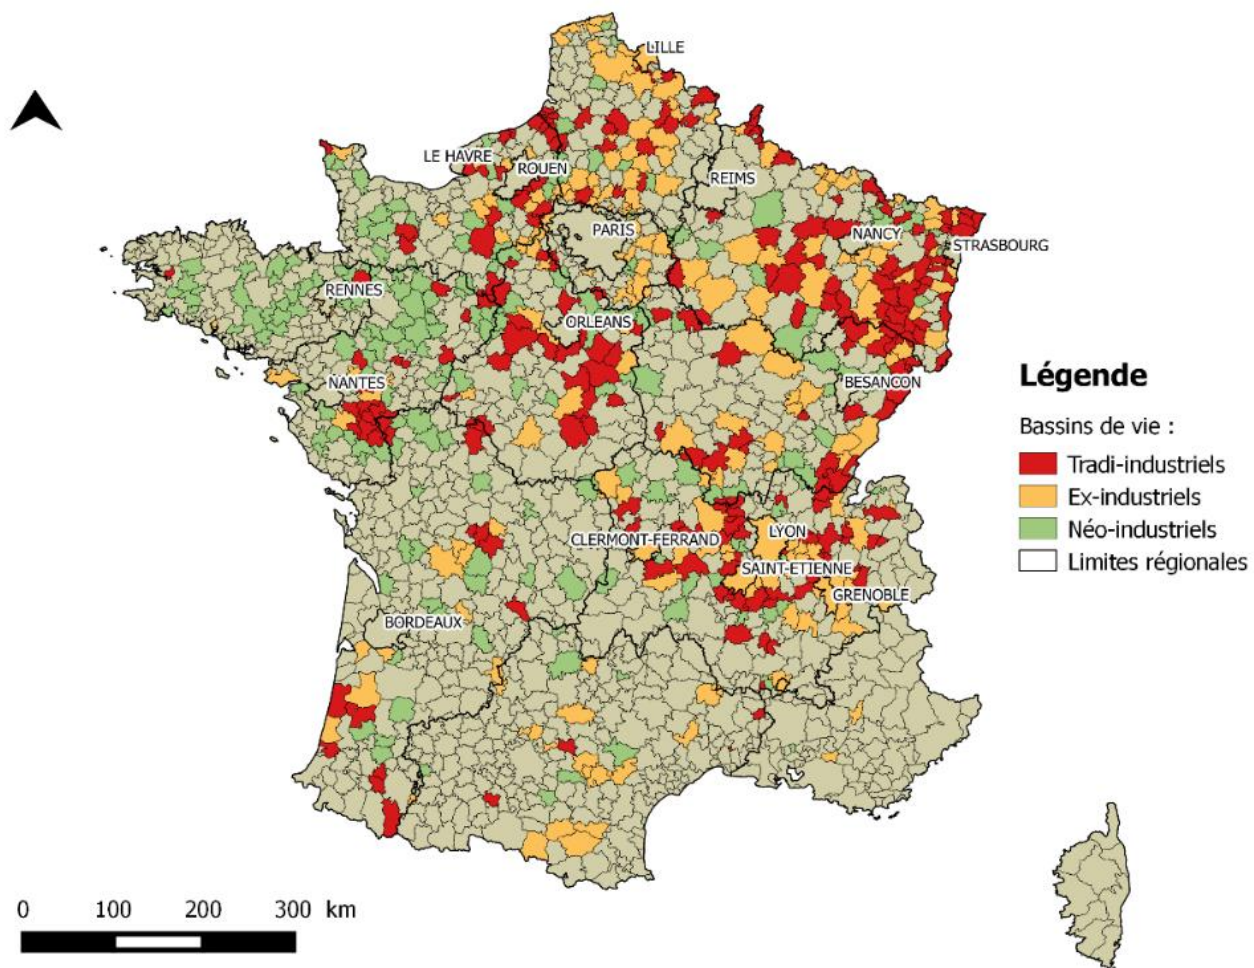 LILLE
LE HAVRE
ROUEN
REIMS
PARIS
NANCY
STRASBOURG
RENNES
ORLEANS
NANTES
BESANCON
Légende
Bassins de vie :
Tradi-industriels
Ex-industriels
Néo-industriels
Limites régionales
CLERMONT-FERRAND
LYON
SAINT-ETIENNE
GRENOBLE
BORDEAUX
0 100 200 300 km